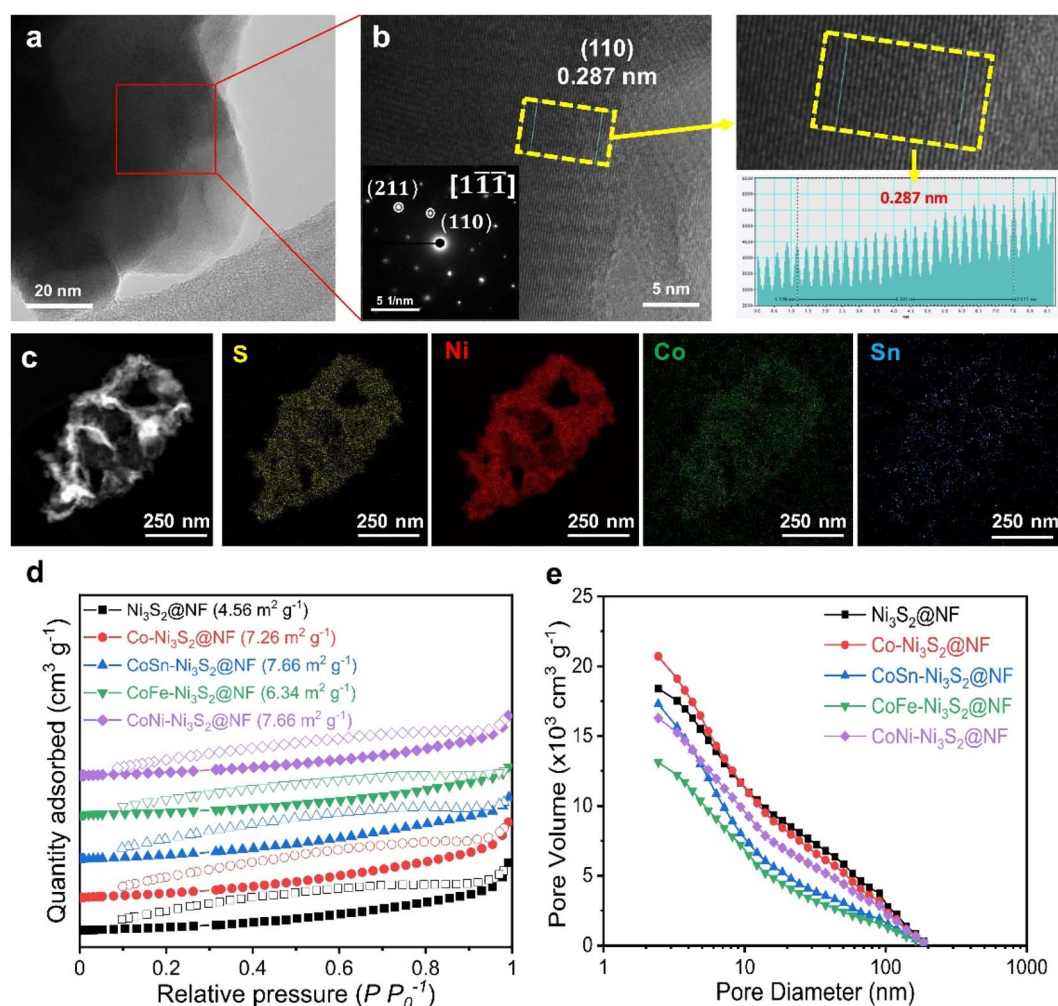 a
20 nm
b
(110)
0.287 nm
(211)
[11̅1̅]
(110)
5 1/nm
5 nm
0.287 nm
c
250 nm
S
250 nm
Ni
250 nm
Co
250 nm
Sn
250 nm
d
Ni₃S₂@NF (4.56 m² g⁻¹)
Co-Ni₃S₂@NF (7.26 m² g⁻¹)
CoSn-Ni₃S₂@NF (7.66 m² g⁻¹)
CoFe-Ni₃S₂@NF (6.34 m² g⁻¹)
CoNi-Ni₃S₂@NF (7.66 m² g⁻¹)
Quantity adsorbed (cm³ g⁻¹)
0 0.2 0.4 0.6 0.8 1
Relative pressure (P P₀⁻¹)
e
25
20
15
10
5
0
Pore Volume (x10³ cm³ g⁻¹)
Ni₃S₂@NF
Co-Ni₃S₂@NF
CoSn-Ni₃S₂@NF
CoFe-Ni₃S₂@NF
CoNi-Ni₃S₂@NF
1 10 100 1000
Pore Diameter (nm)